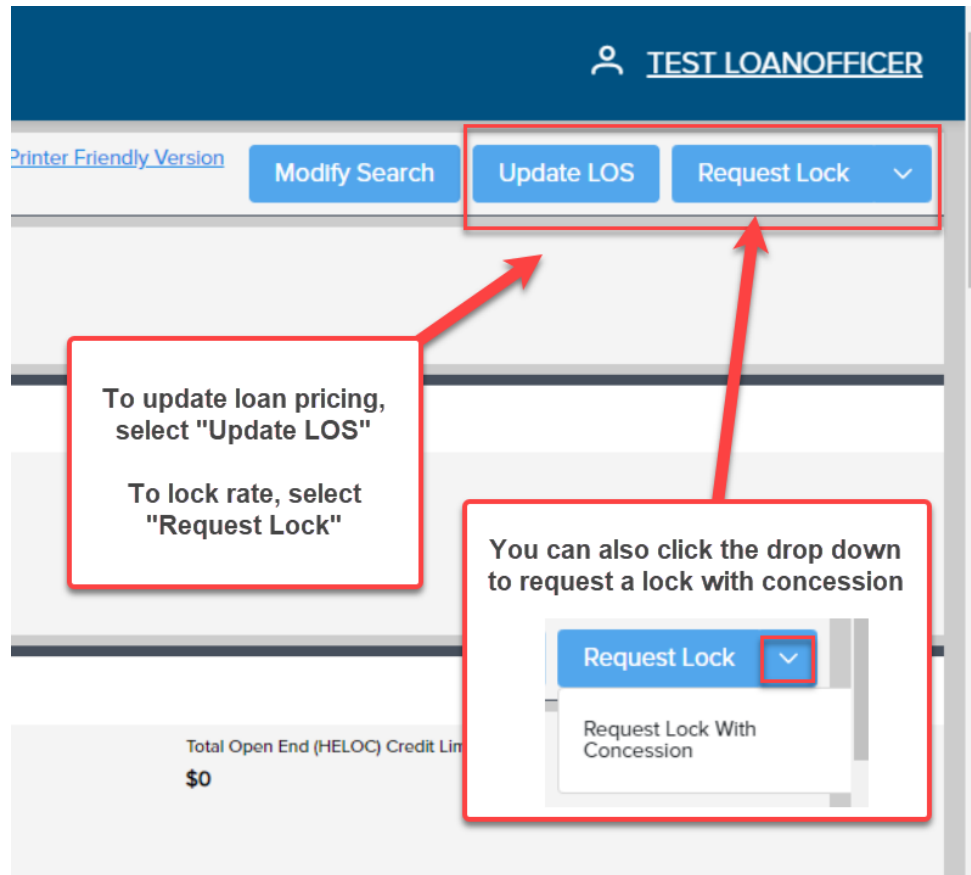 TEST LOANOFFICER
Printer Friendly Version
Modify Search
Update LOS
Request Lock
To update loan pricing,
select "Update LOS"
To lock rate, select
"Request Lock"
You can also click the drop down
to request a lock with concession
Request Lock
Request Lock With
Concession
Total Open End (HELOC) Credit
$0